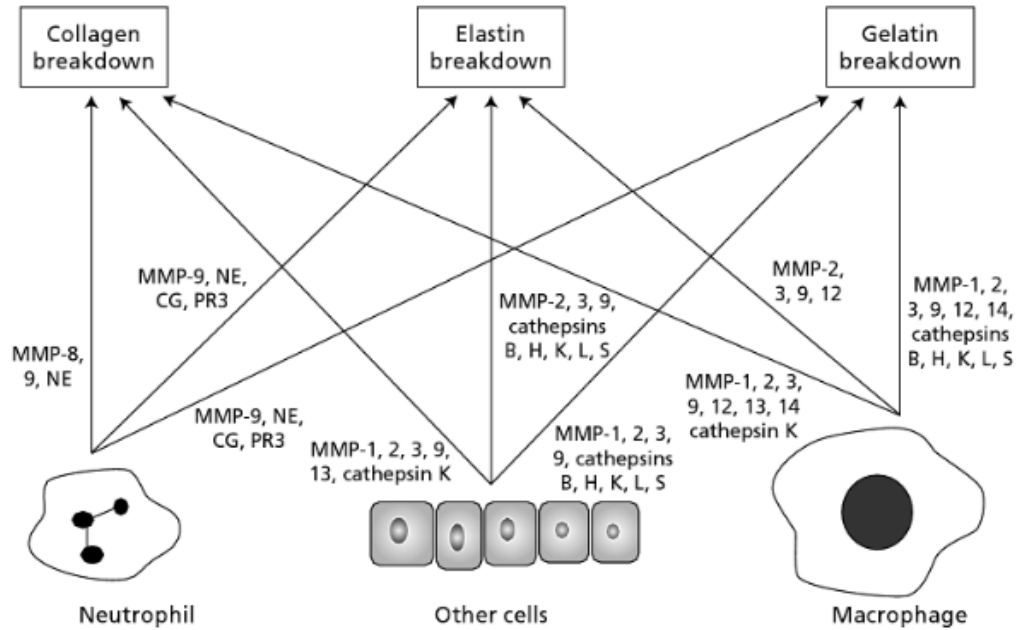 Collagen
breakdown
Elastin
breakdown
Gelatin
breakdown
MMP-8,
9, NE
MMP-9, NE,
CG, PR3
MMP-9, NE,
CG, PR3
MMP-1, 2, 3, 9,
13, cathepsin K
MMP-2, 3, 9,
cathepsins
B, H, K, L, S
MMP-1, 2, 3,
9, cathepsins
B, H, K, L, S
MMP-1, 2, 3,
9, 12, 13, 14
cathepsin K
MMP-2,
3, 9, 12
MMP-1, 2,
3, 9, 12, 14,
cathepsins
B, H, K, L, S
Neutrophil
Other cells
Macrophage